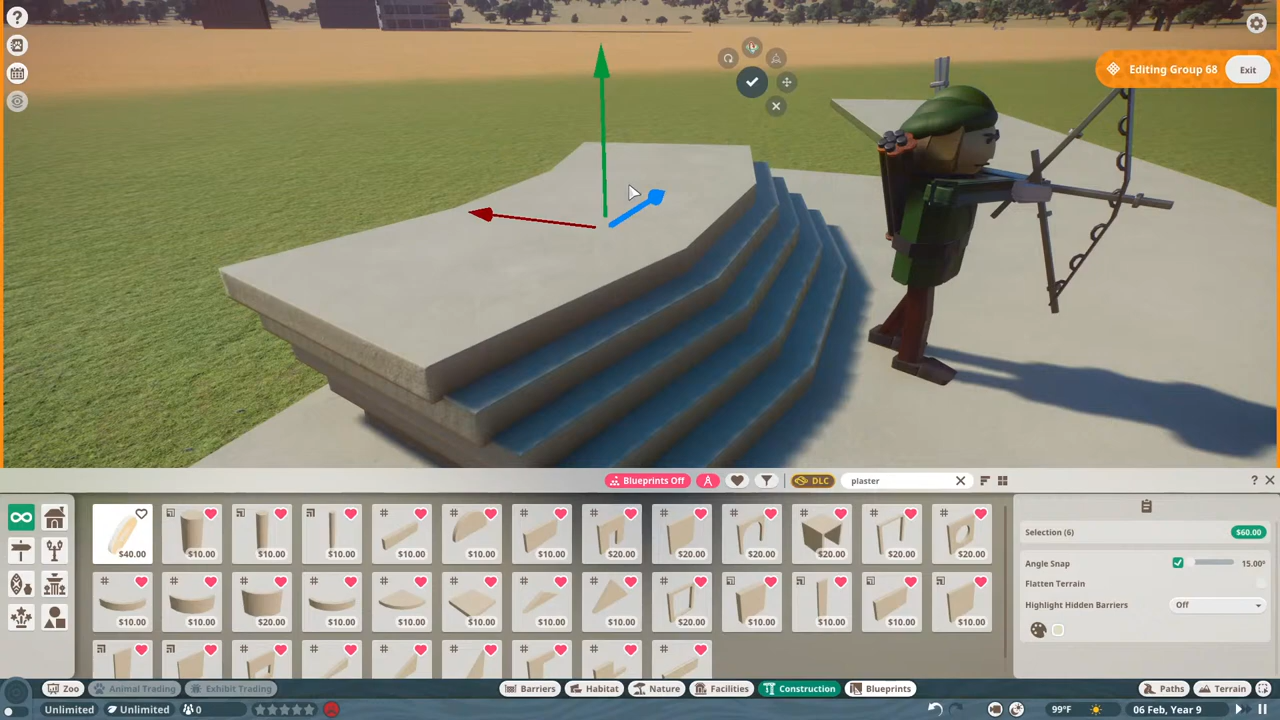 ?
Editing Group 68
Exit
Blueprints Off
DLC
plaster
?
$40.00
$10.00
$10.00
$10.00
$10.00
$10.00
$10.00
$20.00
$10.00
$20.00
$20.00
$20.00
$20.00
$10.00
$10.00
$20.00
$10.00
$10.00
$10.00
$10.00
$10.00
$20.00
$10.00
$10.00
$10.00
$10.00
Selection (6)
$60.00
Angle Snap
15.00°
Flatten Terrain
Highlight Hidden Barriers
Off
Zoo
Animal Trading
Exhibit Trading
Barriers
Habitat
Nature
Facilities
Construction
Blueprints
Paths
Terrain
Unlimited
Unlimited
0
99°F
06 Feb, Year 9